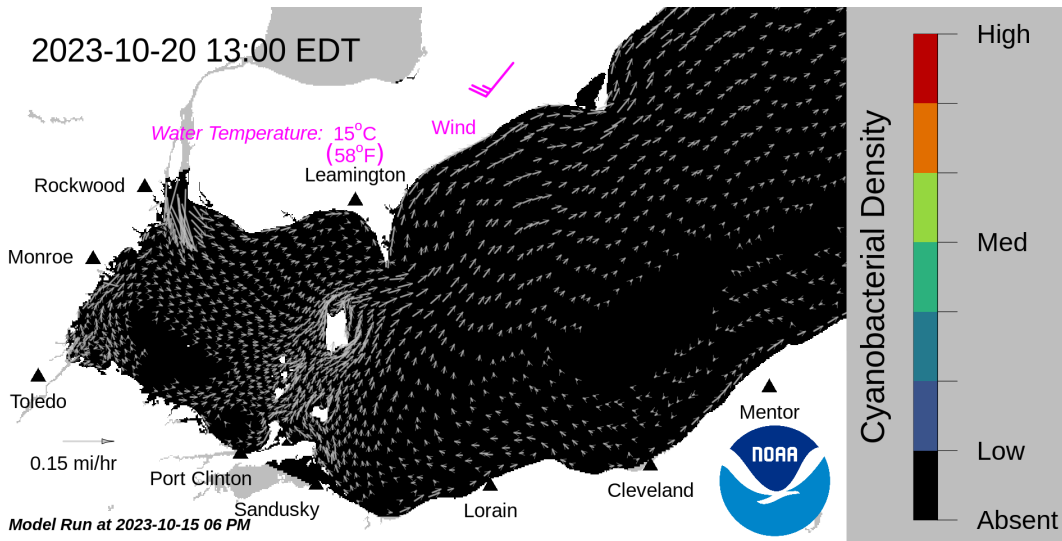 2023-10-20 13:00 EDT
Water Temperature: 15°C
(58°F)
Wind
Leamington
Rockwood
Monroe
Toledo
0.15 mi/hr
Port Clinton
Sandusky
Lorain
Cleveland
Mentor
NOAA
Model Run at 2023-10-15 06 PM
Cyanobacterial Density
High
Med
Low
Absent